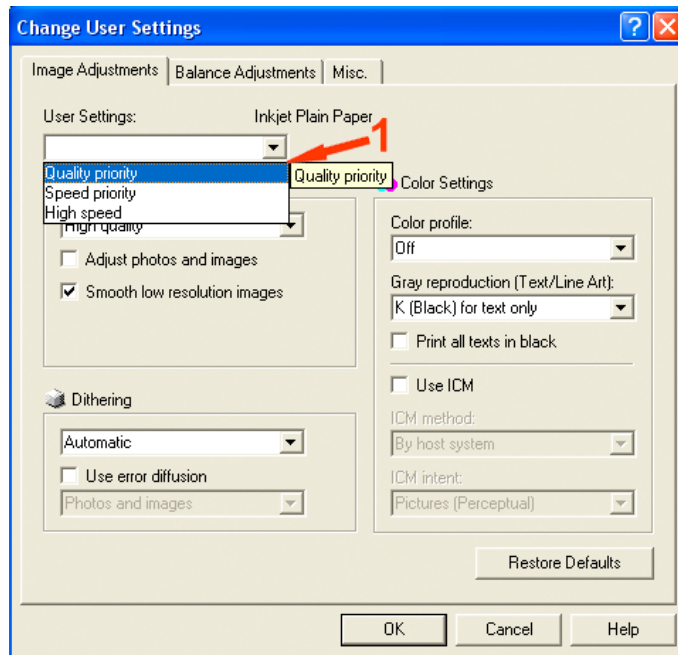 Change User Settings
Image Adjustments
Balance Adjustments
Misc.
User Settings:
Inkjet Plain Paper
1
Quality priority
Speed priority
High speed
Quality priority
High quality
Adjust photos and images
Smooth low resolution images
Color Settings
Color profile:
Off
Gray reproduction (Text/Line Art):
K (Black) for text only
Print all texts in black
Use ICM
ICM method:
By host system
ICM intent:
Pictures (Perceptual)
Dithering
Automatic
Use error diffusion
Photos and images
Restore Defaults
OK
Cancel
Help